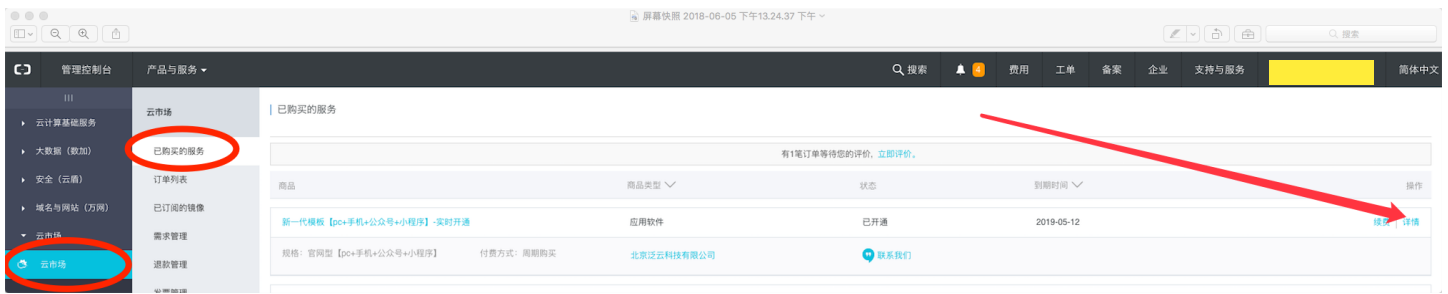 屏幕快照 2018-06-05 下午13.24.37 下午
搜索
管理控制台 产品与服务 搜索 4 费用 工单 备案 企业 支持与服务 简体中文
云计算基础服务
大数据（数加）
安全（云盾）
域名与网站（万网）
云市场
云市场
云市场
已购买的服务
订单列表
已订阅的镜像
需求管理
退款管理
发票管理
已购买的服务
有1笔订单等待您的评价, 立即评价。
商品 商品类型 状态 到期时间 操作
新一代模板【pc+手机+公众号+小程序】-实时开通 应用软件 已开通 2019-05-12 续费 详情
规格：官网型【pc+手机+公众号+小程序】 付费方式：周期购买 北京泛云科技有限公司 联系我们